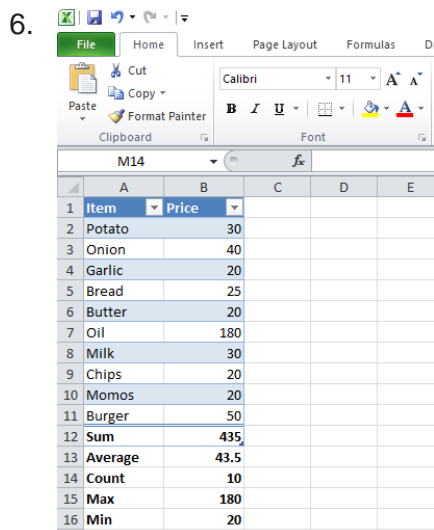 6.
File Home Insert Page Layout Formulas D
Cut
Copy
Format Painter
Paste
Clipboard
Calibri 11 A A
B I U A
Font
M14 fx
A B C D E
1 Item Price
2 Potato 30
3 Onion 40
4 Garlic 20
5 Bread 25
6 Butter 20
7 Oil 180
8 Milk 30
9 Chips 20
10 Momos 20
11 Burger 50
12 Sum 435
13 Average 43.5
14 Count 10
15 Max 180
16 Min 20